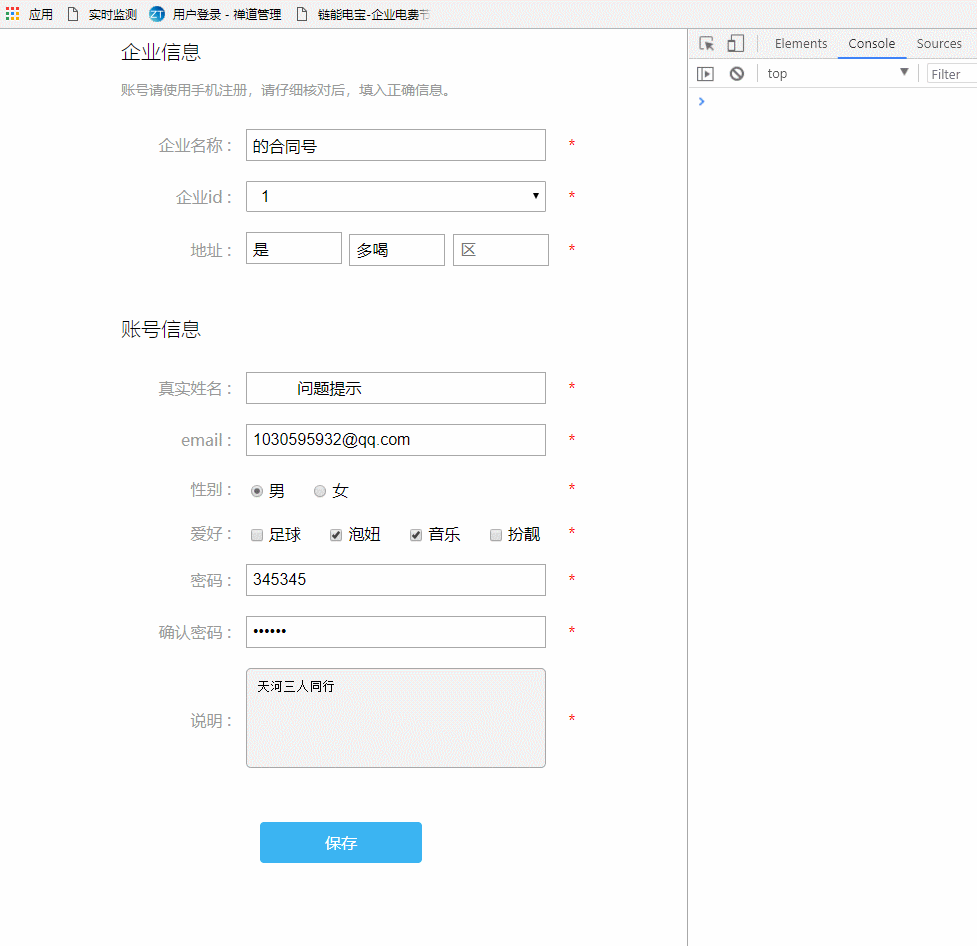 应用 实时监测 用户登录 - 禅道管理 链能电宝-企业电费节
Elements Console Sources
top Filter
企业信息
账号请使用手机注册，请仔细核对后，填入正确信息。
企业名称： 的合同号 *
企业id： 1 *
地址： 是 多喝 区 *
账号信息
真实姓名： 问题提示 *
email： 1030595932@qq.com *
性别： 男 女 *
爱好： 足球 泡妞 音乐 扮靓 *
密码： 345345 *
确认密码： •••••• *
说明： 天河三人同行 *
保存